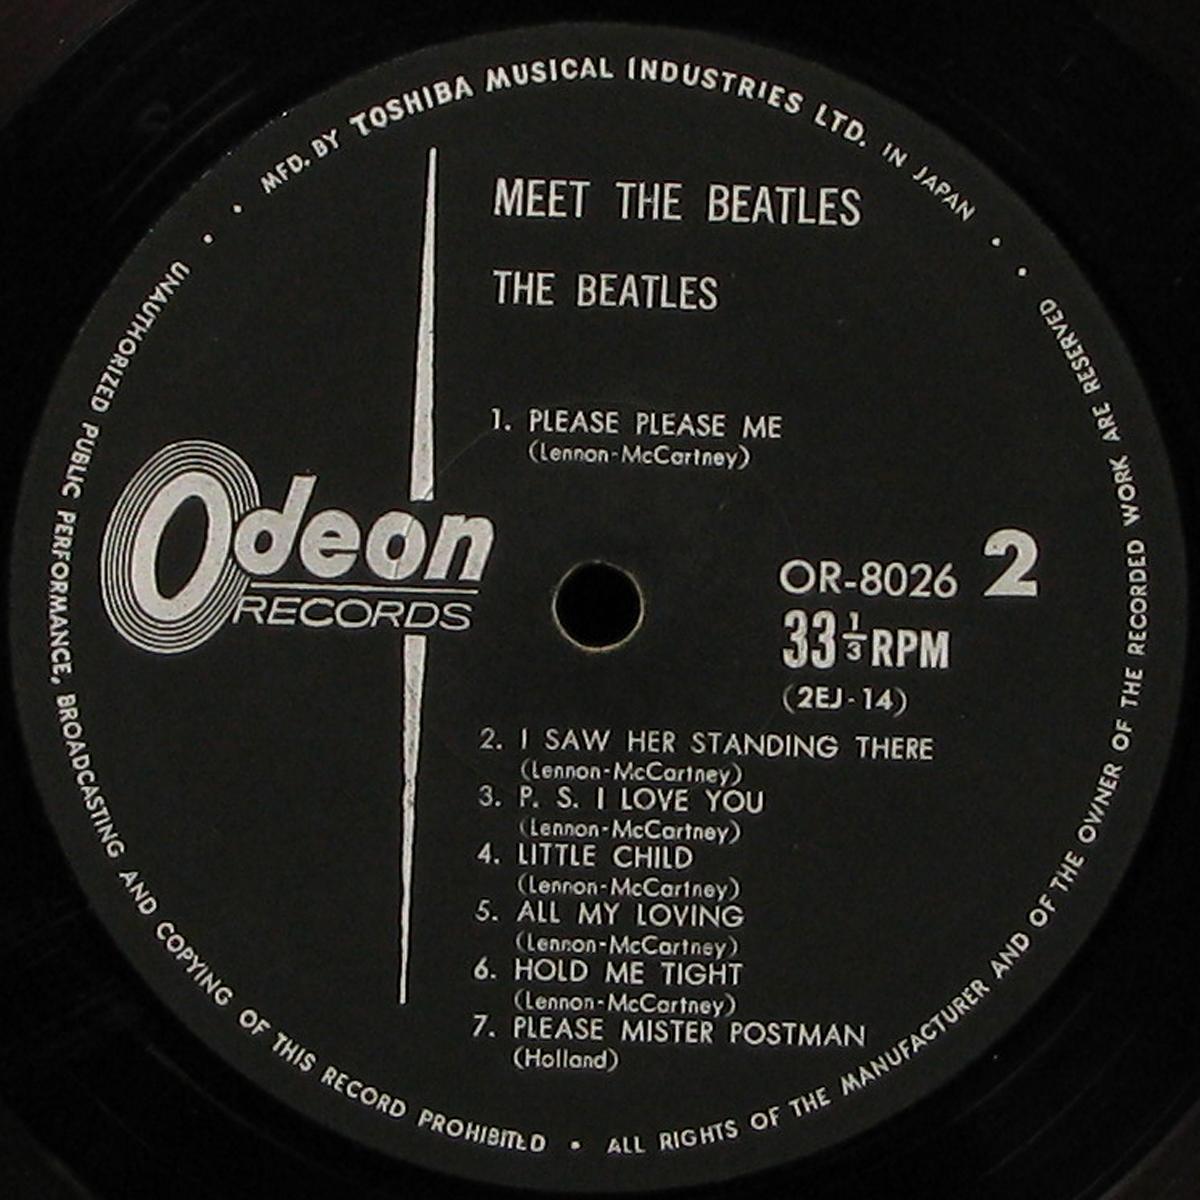 MFD. BY TOSHIBA MUSICAL INDUSTRIES LTD. IN JAPAN
MEET THE BEATLES
THE BEATLES
1. PLEASE PLEASE ME
(Lennon-McCartney)
Odeon
RECORDS
OR-8026 2
33 1/3 RPM
(2EJ-14)
2. I SAW HER STANDING THERE
(Lennon-McCartney)
3. P. S. I LOVE YOU
(Lennon-McCartney)
4. LITTLE CHILD
(Lennon-McCartney)
5. ALL MY LOVING
(Lennon-McCartney)
6. HOLD ME TIGHT
(Lennon-McCartney)
7. PLEASE MISTER POSTMAN
(Holland)
UNAUTHORIZED PUBLIC PERFORMANCE, BROADCASTING AND COPYING OF THIS RECORD PROHIBITED • ALL RIGHTS OF THE MANUFACTURER AND OF THE OWNER OF THE RECORDED WORK ARE RESERVED